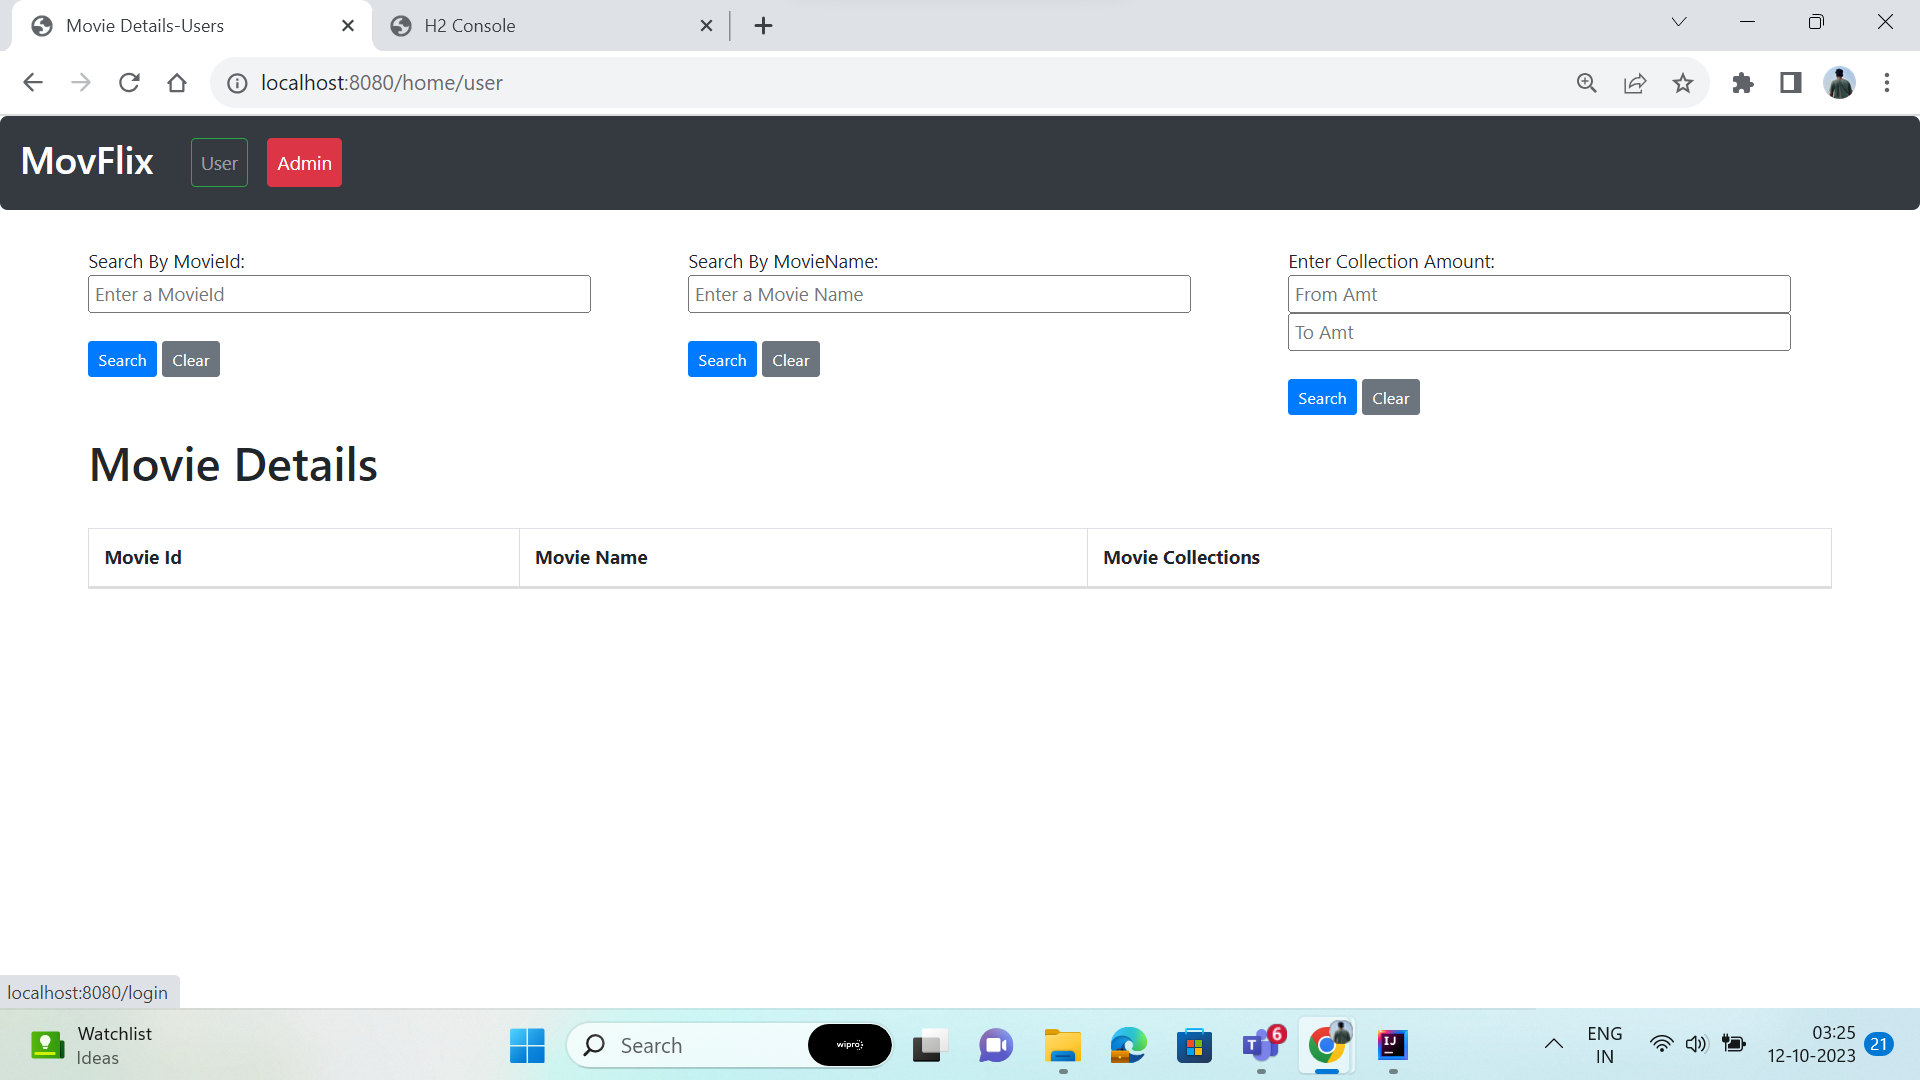 Movie Details-Users
H2 Console
localhost:8080/home/user
MovFlix
User
Admin
Search By MovieId:
Enter a MovieId
Search
Clear
Search By MovieName:
Enter a Movie Name
Search
Clear
Enter Collection Amount:
From Amt
To Amt
Search
Clear
Movie Details
Movie Id
Movie Name
Movie Collections
localhost:8080/login
Watchlist
Ideas
Search
wipro
T
6
IJ
ENG
IN
03:25
12-10-2023
21